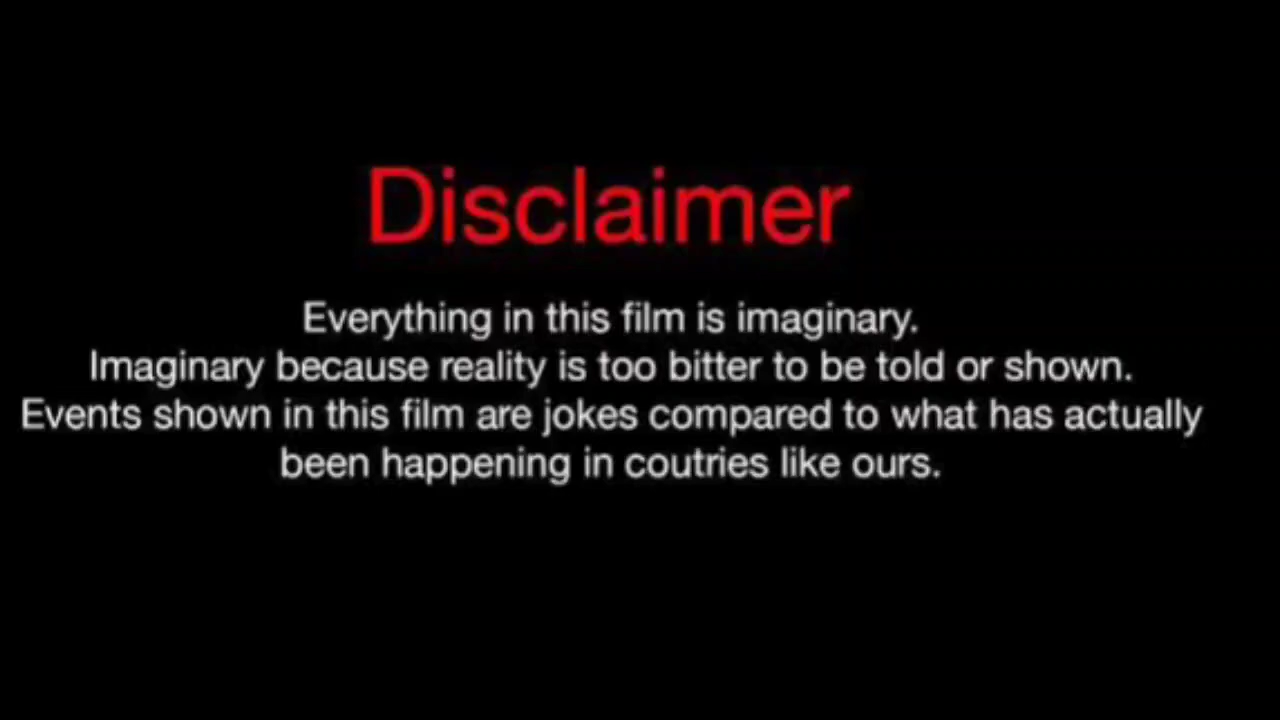 Disclaimer
Everything in this film is imaginary.
Imaginary because reality is too bitter to be told or shown.
Events shown in this film are jokes compared to what has actually
been happening in coutries like ours.